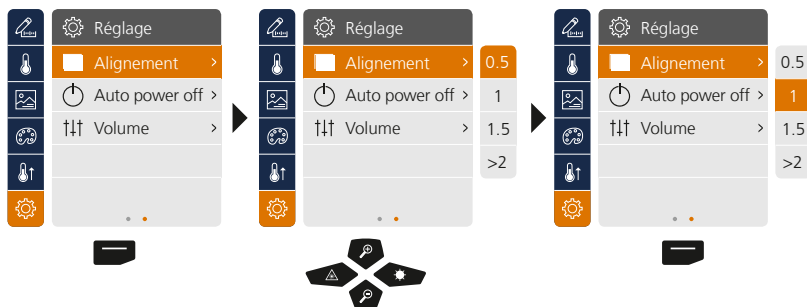 Réglage
Alignement >
Auto power off >
Volume >
Réglage
Alignement > 0.5
Auto power off > 1
Volume > 1.5
>2
Réglage
Alignement > 0.5
Auto power off > 1
Volume > 1.5
>2